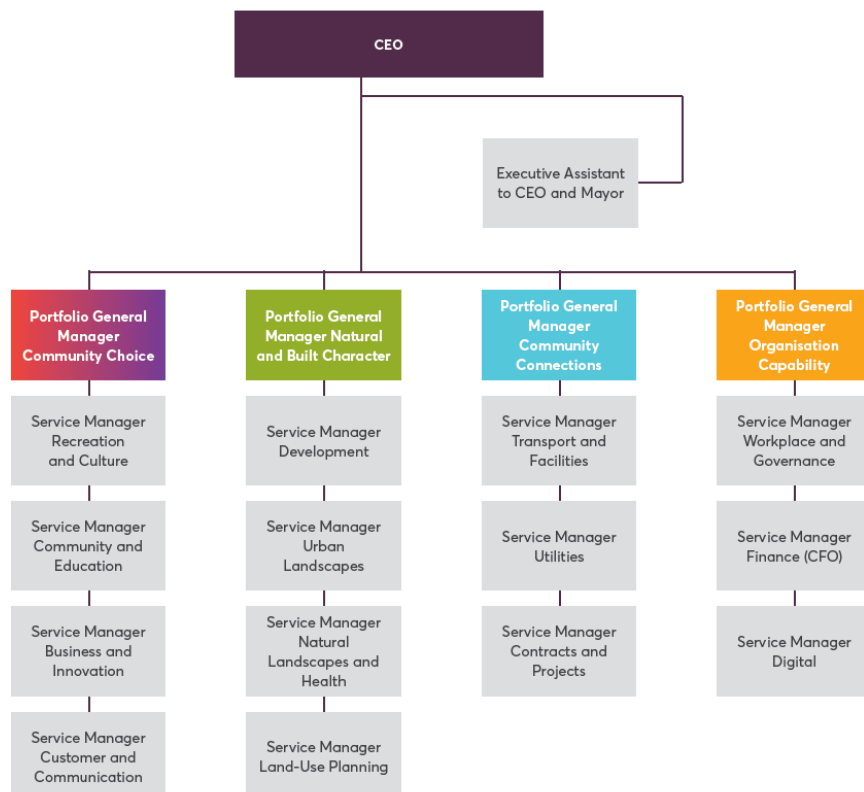 CEO
Executive Assistant
to CEO and Mayor
Portfolio General
Manager
Community Choice
Service Manager
Recreation
and Culture
Service Manager
Community and
Education
Service Manager
Business and
Innovation
Service Manager
Customer and
Communication
Portfolio General
Manager Natural
and Built Character
Service Manager
Development
Service Manager
Urban
Landscapes
Service Manager
Natural
Landscapes and
Health
Service Manager
Land-Use Planning
Portfolio General
Manager
Community
Connections
Service Manager
Transport and
Facilities
Service Manager
Utilities
Service Manager
Contracts and
Projects
Portfolio General
Manager
Organisation
Capability
Service Manager
Workplace and
Governance
Service Manager
Finance (CFO)
Service Manager
Digital